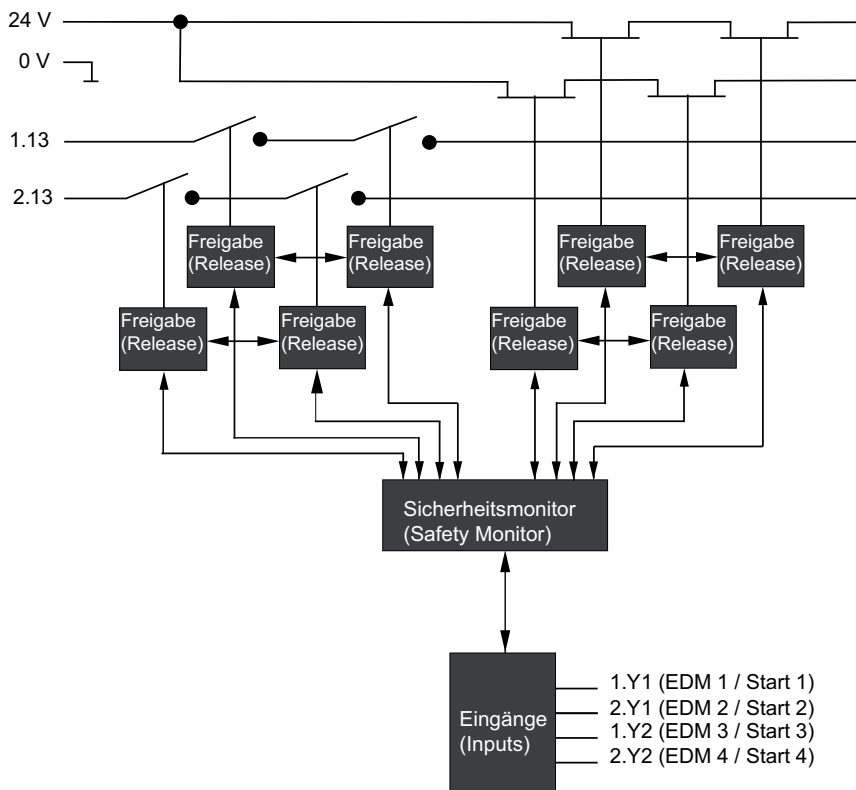 24 V
0 V
1.13
2.13
Freigabe
(Release)
Freigabe
(Release)
Freigabe
(Release)
Freigabe
(Release)
Freigabe
(Release)
Freigabe
(Release)
Freigabe
(Release)
Freigabe
(Release)
Sicherheitsmonitor
(Safety Monitor)
Eingänge
(Inputs)
1.Y1 (EDM 1 / Start 1)
2.Y1 (EDM 2 / Start 2)
1.Y2 (EDM 3 / Start 3)
2.Y2 (EDM 4 / Start 4)